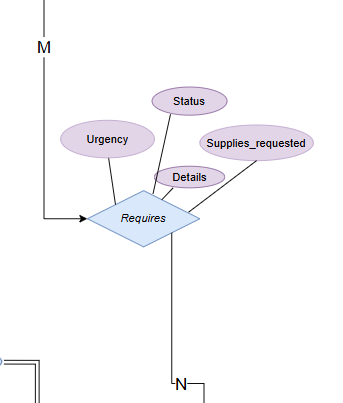 M
Status
Urgency
Supplies_requested
Details
Requires
N